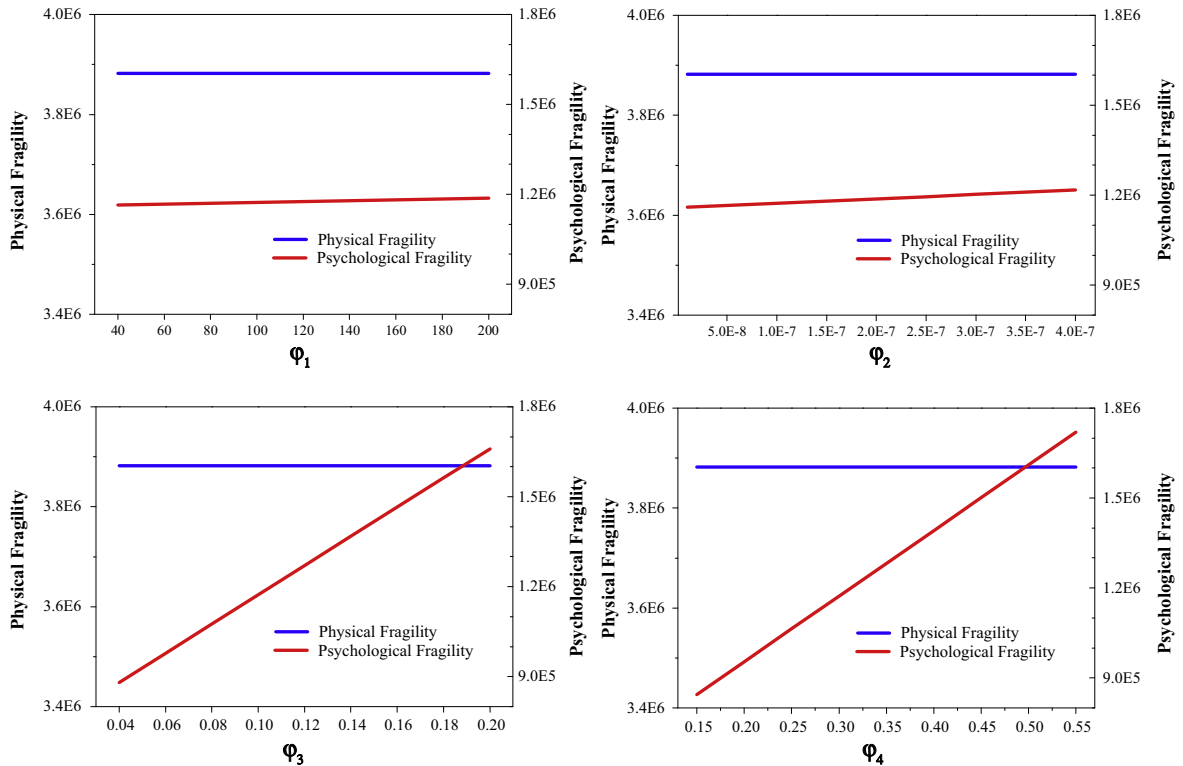 4.0E6
3.8E6
3.6E6
3.4E6
Physical Fragility
1.8E6
1.5E6
1.2E6
9.0E5
Psychological Fragility
Physical Fragility
Psychological Fragility
40 60 80 100 120 140 160 180 200
φ1
4.0E6
3.8E6
3.6E6
3.4E6
Physical Fragility
1.8E6
1.5E6
1.2E6
9.0E5
Psychological Fragility
Physical Fragility
Psychological Fragility
5.0E-8 1.0E-7 1.5E-7 2.0E-7 2.5E-7 3.0E-7 3.5E-7 4.0E-7
φ2
4.0E6
3.8E6
3.6E6
3.4E6
Physical Fragility
1.8E6
1.5E6
1.2E6
9.0E5
Psychological Fragility
Physical Fragility
Psychological Fragility
0.04 0.06 0.08 0.10 0.12 0.14 0.16 0.18 0.20
φ3
4.0E6
3.8E6
3.6E6
3.4E6
Physical Fragility
1.8E6
1.5E6
1.2E6
9.0E5
Psychological Fragility
Physical Fragility
Psychological Fragility
0.15 0.20 0.25 0.30 0.35 0.40 0.45 0.50 0.55
φ4